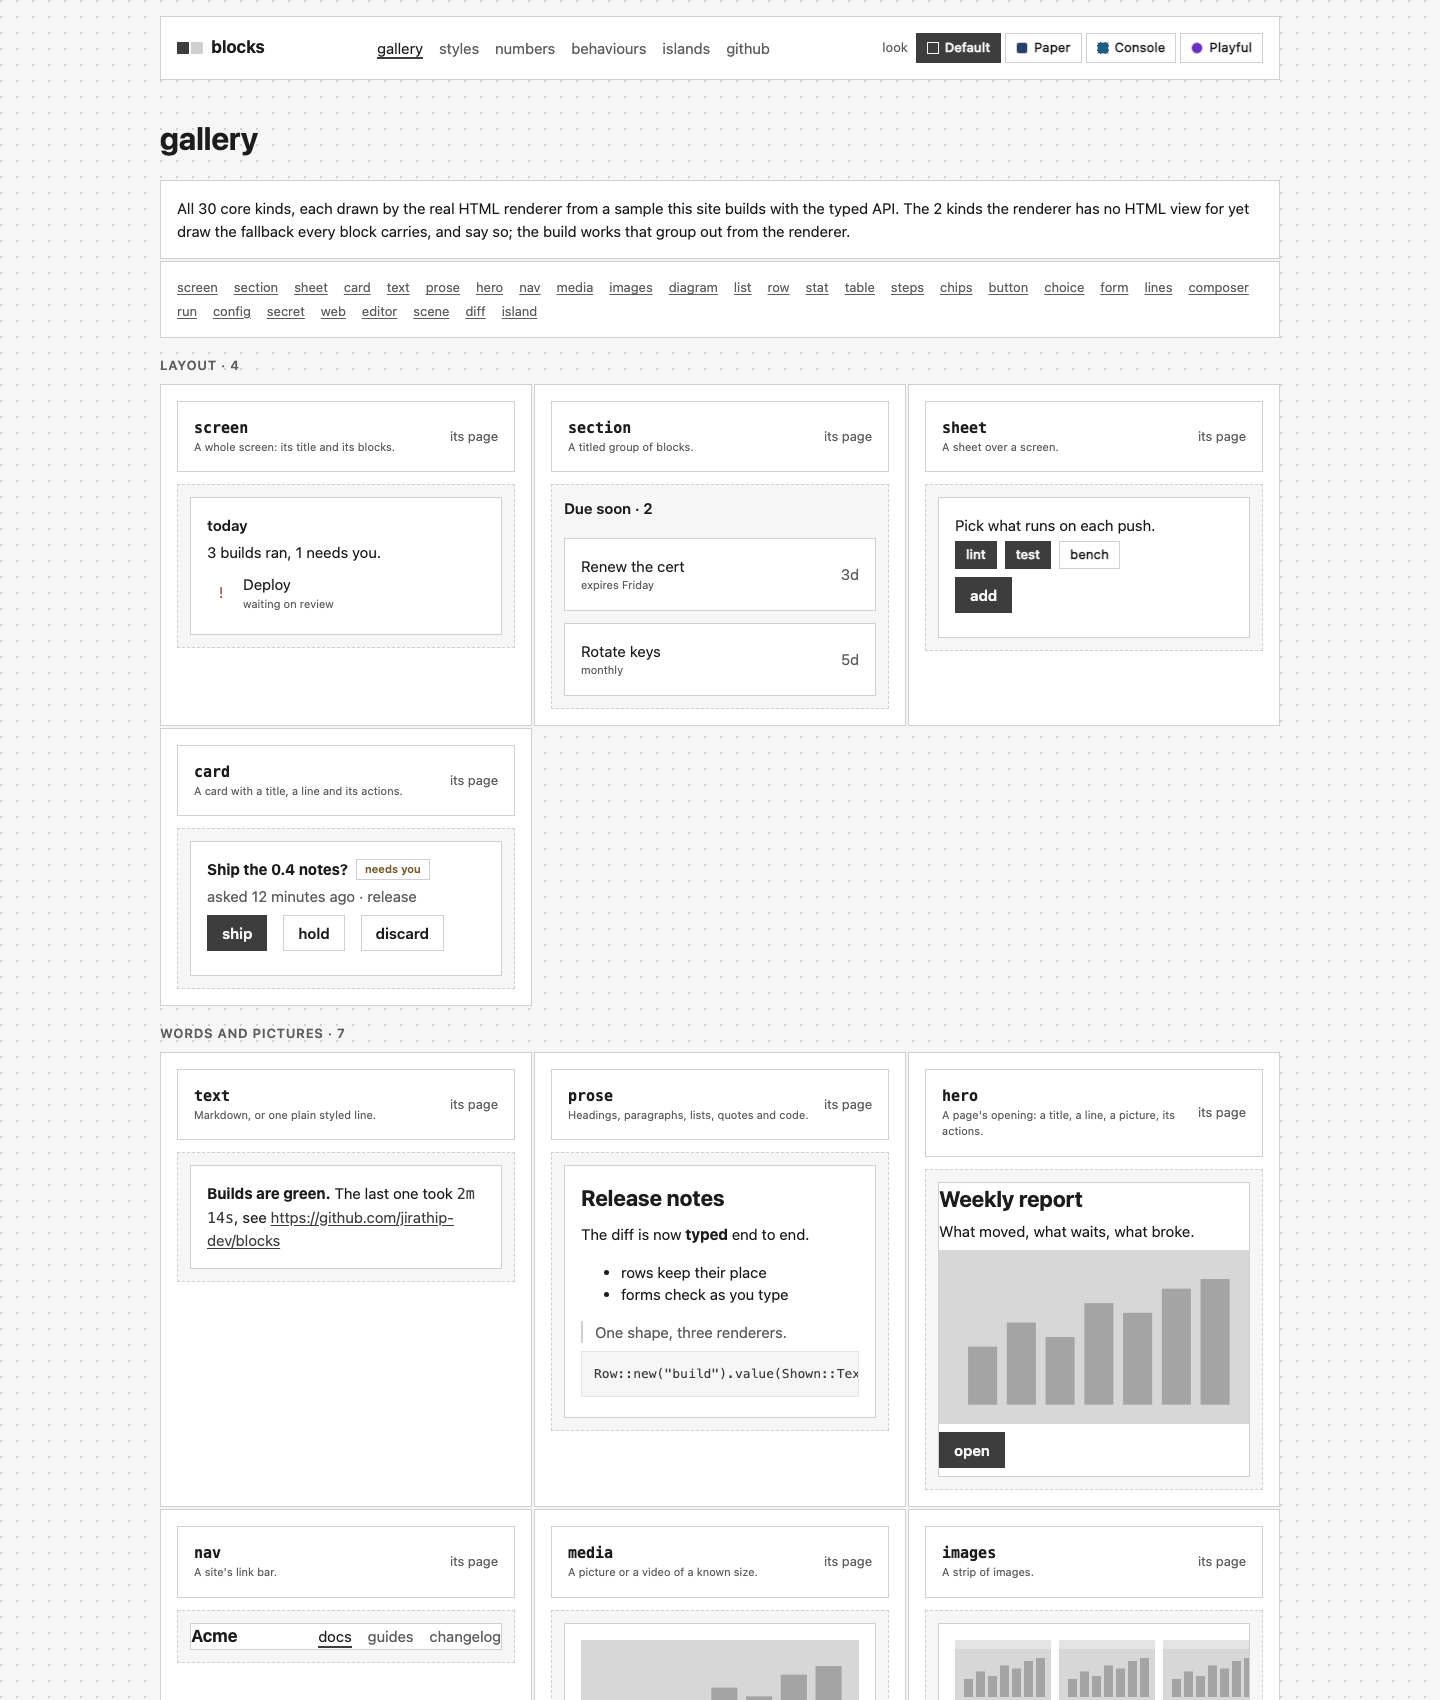 blocks
gallery styles numbers behaviours islands github
look Default Paper Console Playful
gallery
All 30 core kinds, each drawn by the real HTML renderer from a sample this site builds with the typed API. The 2 kinds the renderer has no HTML view for yet
draw the fallback every block carries, and say so; the build works that group out from the renderer.
screen section sheet card text prose hero nav media images diagram list row stat table steps chips button choice form lines composer
run config secret web editor scene diff island
LAYOUT · 4
screen
A whole screen: its title and its blocks.
its page
today
3 builds ran, 1 needs you.
! Deploy
waiting on review
section
A titled group of blocks.
its page
Due soon · 2
Renew the cert
expires Friday
3d
Rotate keys
monthly
5d
sheet
A sheet over a screen.
its page
Pick what runs on each push.
lint test bench
add
card
A card with a title, a line and its actions.
its page
Ship the 0.4 notes? needs you
asked 12 minutes ago · release
ship hold discard
WORDS AND PICTURES · 7
text
Markdown, or one plain styled line.
its page
Builds are green. The last one took 2m
14s, see https://github.com/jirathip-
dev/blocks
prose
Headings, paragraphs, lists, quotes and code.
its page
Release notes
The diff is now typed end to end.
• rows keep their place
• forms check as you type
One shape, three renderers.
Row::new("build").value(Shown::Tex
hero
A page's opening: a title, a line, a picture, its
actions.
its page
Weekly report
What moved, what waits, what broke.
open
nav
A site's link bar.
its page
Acme docs guides changelog
media
A picture or a video of a known size.
its page
images
A strip of images.
its page